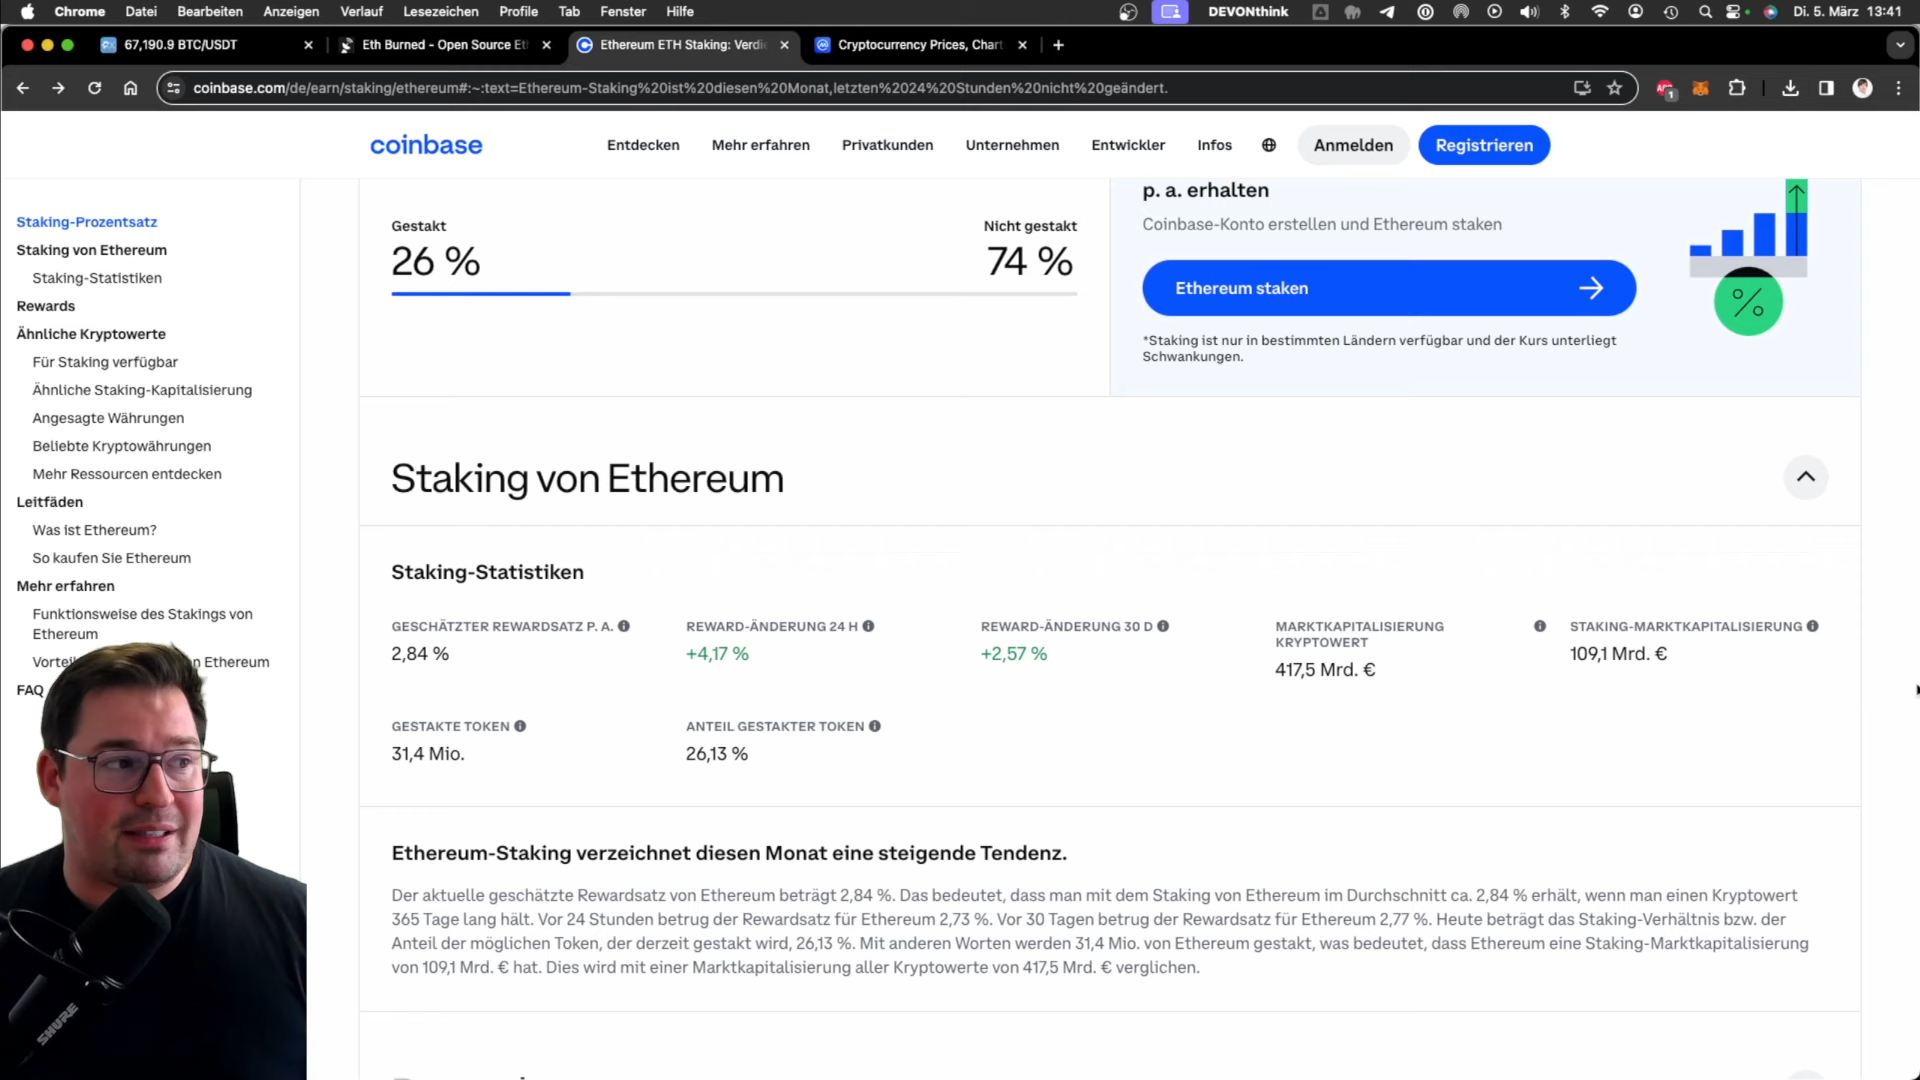 Chrome Datei Bearbeiten Anzeigen Verlauf Lesezeichen Profile Tab Fenster Hilfe DEVONthink Di. 5. März 13:41
67,190.9 BTC/USDT
Eth Burned - Open Source Et
Ethereum ETH Staking: Verdi
Cryptocurrency Prices, Chart
coinbase.com/de/earn/staking/ethereum#:~:text=Ethereum-Staking%20ist%20diesen%20Monat,letzten%2024%20Stunden%20nicht%20geändert.
1
coinbase
Entdecken Mehr erfahren Privatkunden Unternehmen Entwickler Infos Anmelden Registrieren
Staking-Prozentsatz
Staking von Ethereum
Staking-Statistiken
Rewards
Ähnliche Kryptowerte
Für Staking verfügbar
Ähnliche Staking-Kapitalisierung
Angesagte Währungen
Beliebte Kryptowährungen
Mehr Ressourcen entdecken
Leitfäden
Was ist Ethereum?
So kaufen Sie Ethereum
Mehr erfahren
Funktionsweise des Stakings von
Ethereum
Vortei n Ethereum
FAQ
Gestakt
26 %
Nicht gestakt
74 %
p. a. erhalten
Coinbase-Konto erstellen und Ethereum staken
Ethereum staken
*Staking ist nur in bestimmten Ländern verfügbar und der Kurs unterliegt
Schwankungen.
%
Staking von Ethereum
Staking-Statistiken
GESCHÄTZTER REWARDSATZ P. A.
2,84 %
REWARD-ÄNDERUNG 24 H
+4,17 %
REWARD-ÄNDERUNG 30 D
+2,57 %
MARKTKAPITALISIERUNG
KRYPTOWERT
417,5 Mrd. €
STAKING-MARKTKAPITALISIERUNG
109,1 Mrd. €
GESTAKTE TOKEN
31,4 Mio.
ANTEIL GESTAKTER TOKEN
26,13 %
Ethereum-Staking verzeichnet diesen Monat eine steigende Tendenz.
Der aktuelle geschätzte Rewardsatz von Ethereum beträgt 2,84 %. Das bedeutet, dass man mit dem Staking von Ethereum im Durchschnitt ca. 2,84 % erhält, wenn man einen Kryptowert
365 Tage lang hält. Vor 24 Stunden betrug der Rewardsatz für Ethereum 2,73 %. Vor 30 Tagen betrug der Rewardsatz für Ethereum 2,77 %. Heute beträgt das Staking-Verhältnis bzw. der
Anteil der möglichen Token, der derzeit gestakt wird, 26,13 %. Mit anderen Worten werden 31,4 Mio. von Ethereum gestakt, was bedeutet, dass Ethereum eine Staking-Marktkapitalisierung
von 109,1 Mrd. € hat. Dies wird mit einer Marktkapitalisierung aller Kryptowerte von 417,5 Mrd. € verglichen.
SHURE